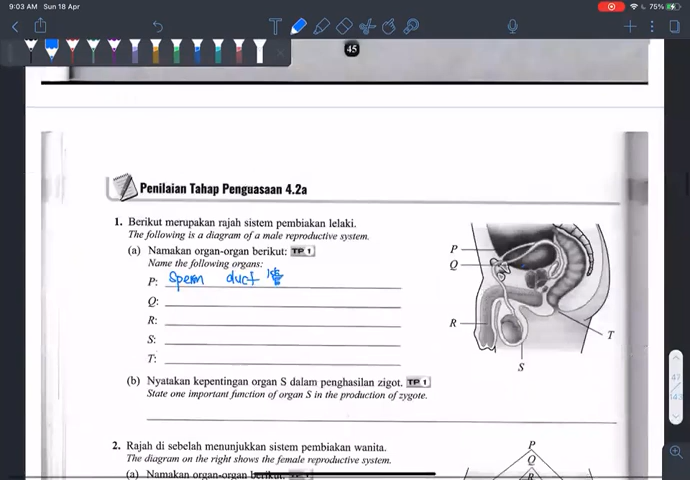 9:03 AM Sun 18 Apr
75%
45
Penilaian Tahap Penguasaan 4.2a
1. Berikut merupakan rajah sistem pembiakan lelaki.
The following is a diagram of a male reproductive system.
(a) Namakan organ-organ berikut: TP 1
Name the following organs:
P: Sperm duct 管
Q:
R:
S:
T:
P
Q
R
S
T
(b) Nyatakan kepentingan organ S dalam penghasilan zigot. TP 1
State one important function of organ S in the production of zygote.
2. Rajah di sebelah menunjukkan sistem pembiakan wanita.
The diagram on the right shows the female reproductive system.
(a) Namakan organ-organ berikut:
P
Q
47
143